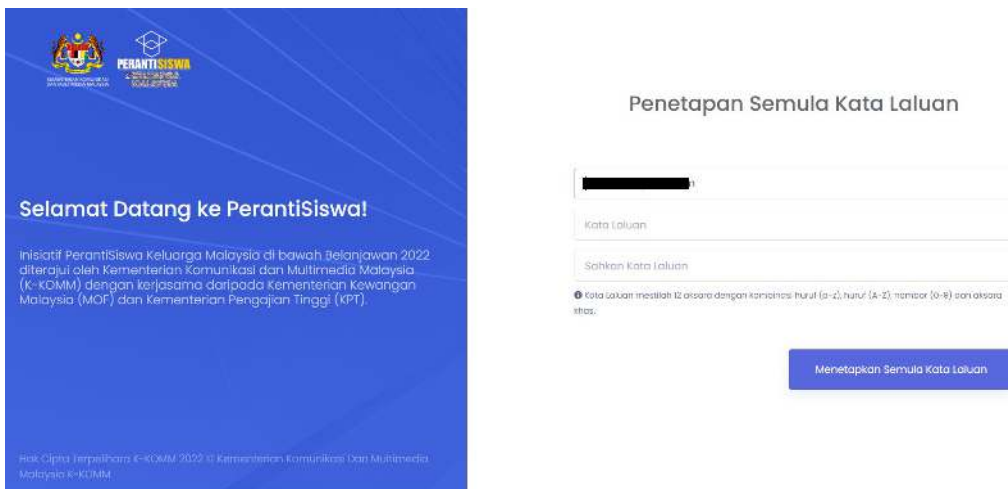 PERANTISISWA
Penetapan Semula Kata Laluan
Selamat Datang ke PerantiSiswa!
Inisiatif PerantiSiswa Keluarga Malaysia di bawah Belanjawan 2022
diterajui oleh Kementerian Komunikasi dan Multimedia Malaysia
(K-KOMM) dengan kerjasama daripada Kementerian Kewangan
Malaysia (MOF) dan Kementerian Pengajian Tinggi (KPT).
Kata Laluan
Sahkan Kata Laluan
Kata Laluan mestilah 12 aksara dengan kombinasi huruf (a-z), huruf (A-Z), nombor (0-9) dan aksara
khas.
Menetapkan Semula Kata Laluan
Hak Cipta Terpelihara K-KOMM 2022 © Kementerian Komunikasi Dan Multimedia
Malaysia K-KOMM